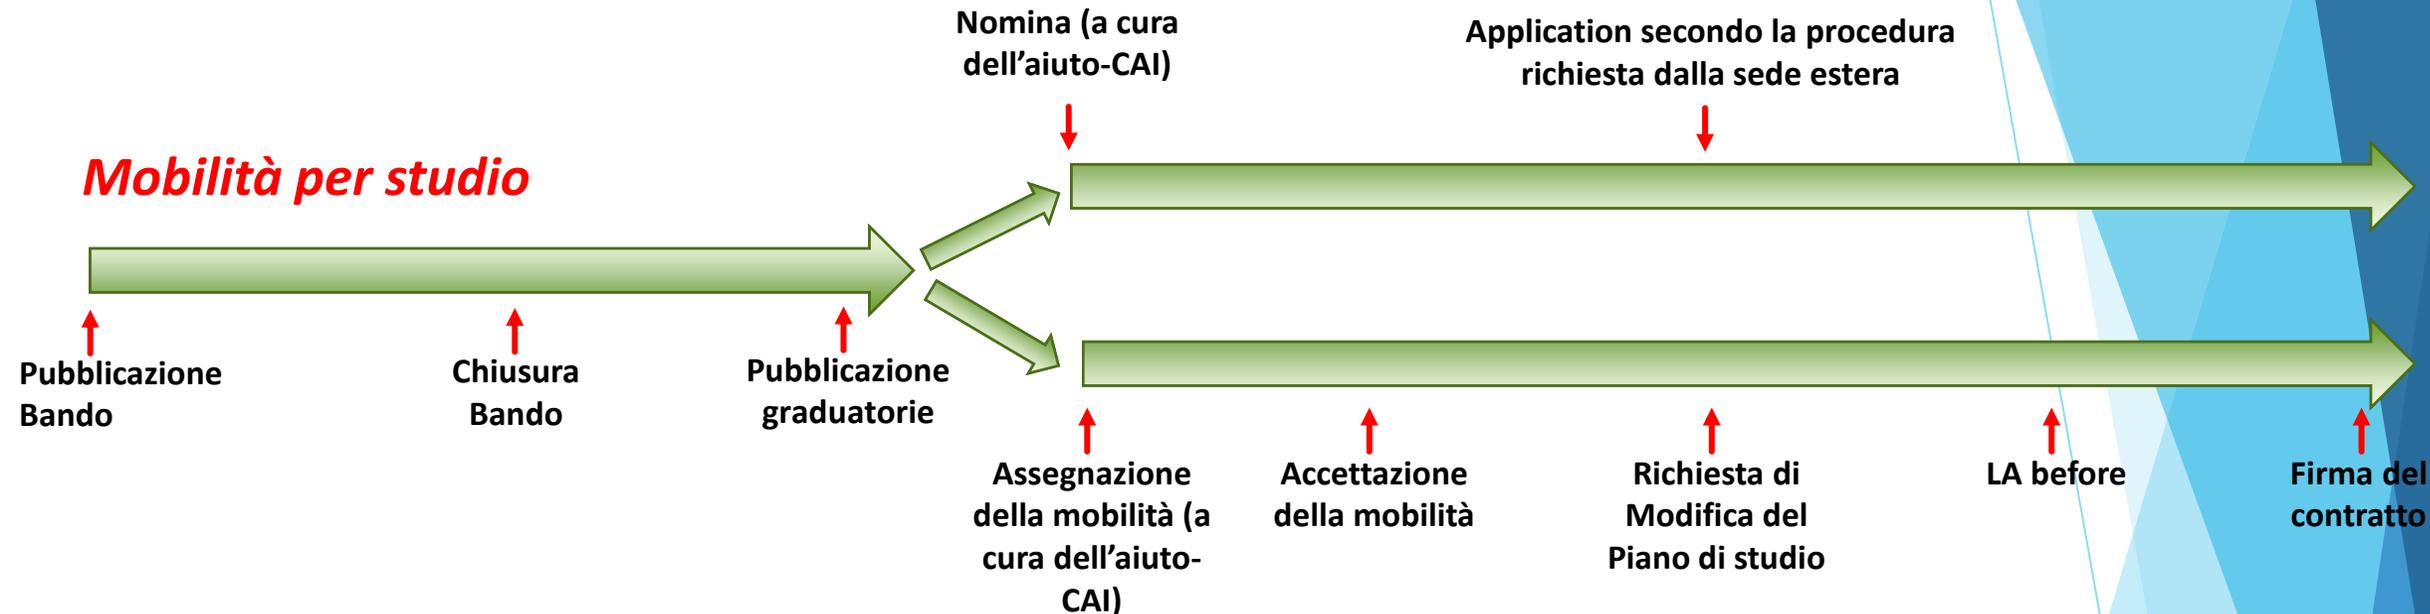 Nomina (a cura
dell’aiuto-CAI)
Application secondo la procedura
richiesta dalla sede estera
Mobilità per studio
Pubblicazione
Bando
Chiusura
Bando
Pubblicazione
graduatorie
Assegnazione
della mobilità (a
cura dell’aiuto-
CAI)
Accettazione
della mobilità
Richiesta di
Modifica del
Piano di studio
LA before
Firma del
contratto